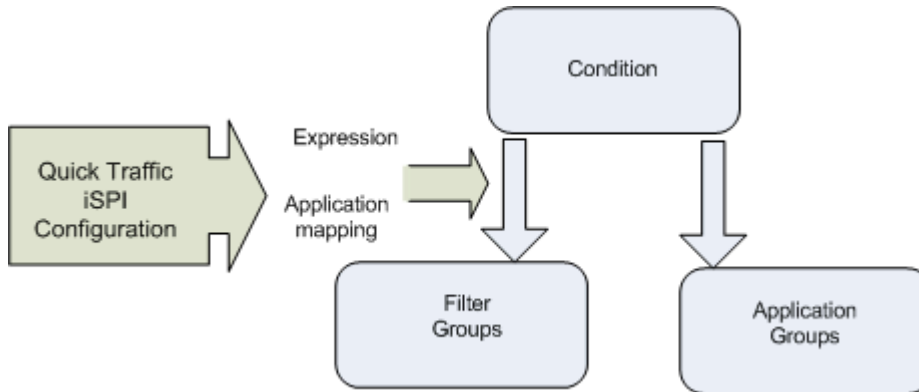 Condition
Expression
Quick Traffic
iSPI
Configuration
Application
mapping
Filter
Groups
Application
Groups